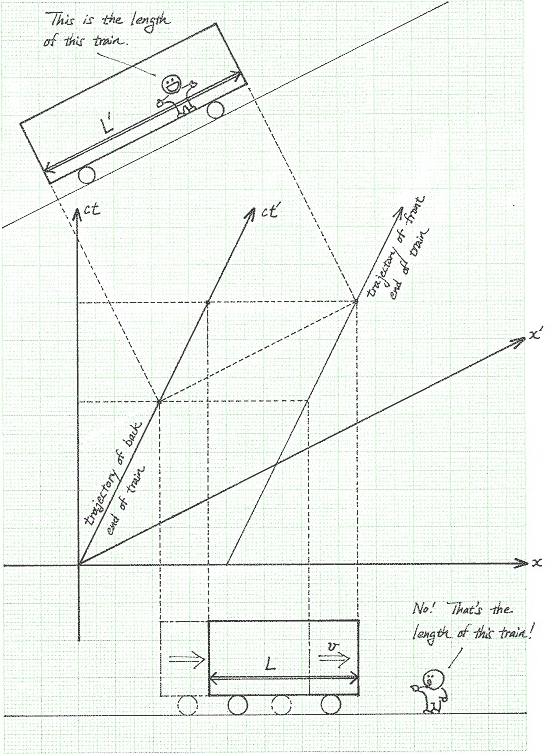 This is the length
of this train.
L'
ct
ct'
trajectory of front
end of train
x'
trajectory of back
end of train
x
No! That's the
length of this train!
v
L